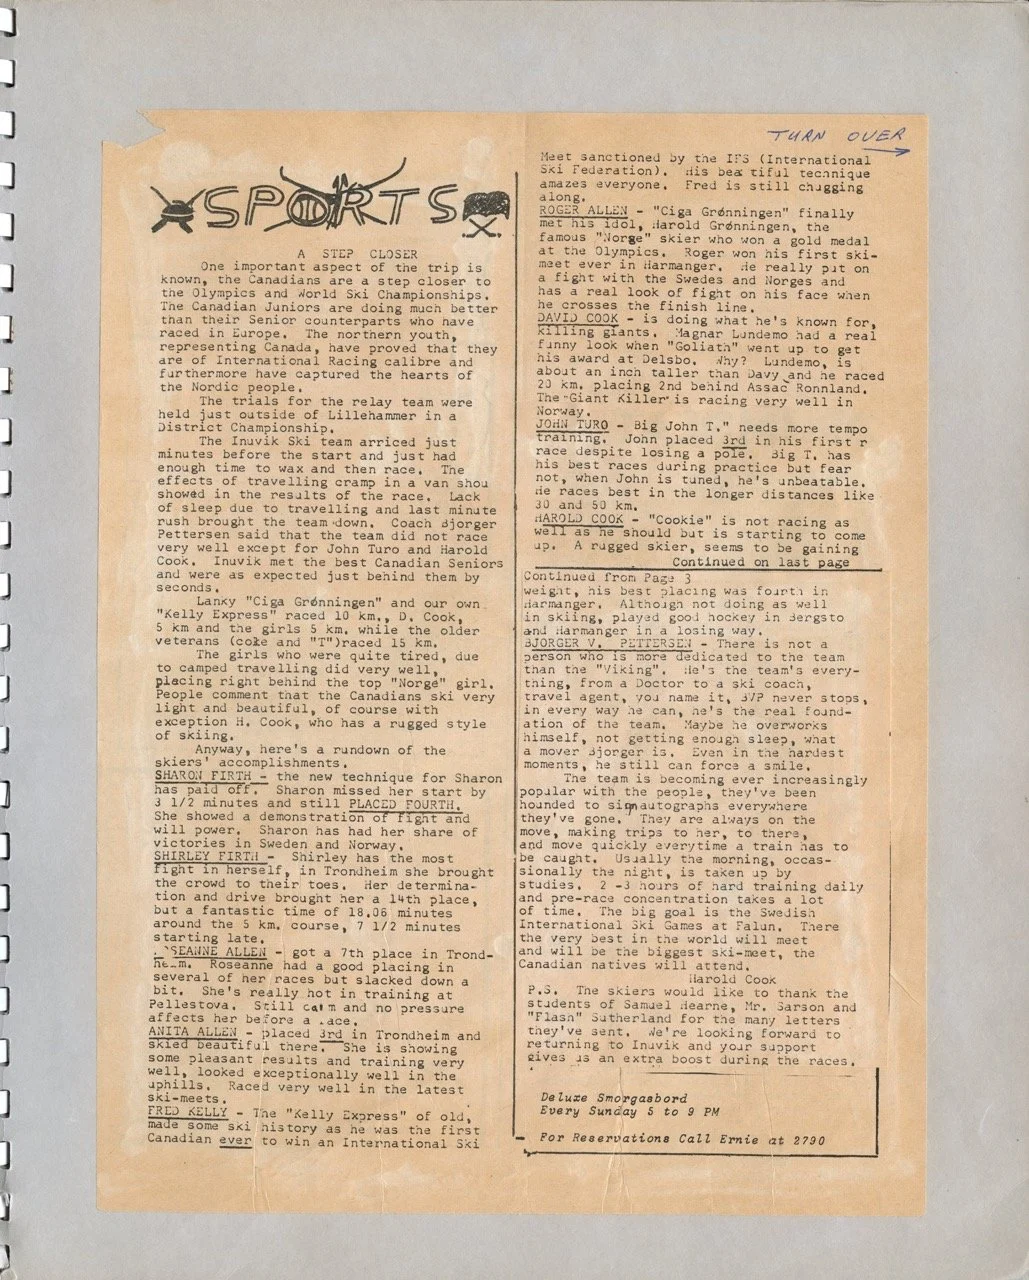 TURN OVER
SPORTS
A STEP CLOSER
One important aspect of the trip is
known, the Canadians are a step closer to
the Olympics and World Ski Championships.
The Canadian Juniors are doing much better
than their Senior counterparts who have
raced in Europe. The northern youth,
representing Canada, have proved that they
are of International Racing calibre and
furthermore have captured the hearts of
the Nordic people.
The trials for the relay team were
held just outside of Lillehammer in a
District Championship.
The Inuvik Ski team arriced just
minutes before the start and just had
enough time to wax and then race. The
effects of travelling cramp in a van shou
showed in the results of the race. Lack
of sleep due to travelling and last minute
rush brought the team down. Coach Bjorger
Pettersen said that the team did not race
very well except for John Turo and Harold
Cook. Inuvik met the best Canadian Seniors
and were as expected just behind them by
seconds.
Lanky "Ciga Grønningen" and our own
"Kelly Express" raced 10 km., D. Cook,
5 km and the girls 5 km. while the older
veterans (coke and "T")raced 15 km.
The girls who were quite tired, due
to camped travelling did very well,
placing right behind the top "Norge" girl.
People comment that the Canadians ski very
light and beautiful, of course with
exception H. Cook, who has a rugged style
of skiing.
Anyway, here's a rundown of the
skiers' accomplishments.
SHARON FIRTH - the new technique for Sharon
has paid off. Sharon missed her start by
3 1/2 minutes and still PLACED FOURTH.
She showed a demonstration of fight and
will power. Sharon has had her share of
victories in Sweden and Norway.
SHIRLEY FIRTH - Shirley has the most
fight in herself, in Trondheim she brought
the crowd to their toes. Her determina-
tion and drive brought her a 14th place,
but a fantastic time of 18.06 minutes
around the 5 km. course, 7 1/2 minutes
starting late.
SEANNE ALLEN - got a 7th place in Trond-
heim. Roseanne had a good placing in
several of her races but slacked down a
bit. She's really hot in training at
Pellestova. Still calm and no pressure
affects her before a race.
ANITA ALLEN - placed 3rd in Trondheim and
skied beautiful there. She is showing
some pleasant results and training very
well, looked exceptionally well in the
uphills. Raced very well in the latest
ski-meets.
FRED KELLY - The "Kelly Express" of old,
made some ski history as he was the first
Canadian ever to win an International Ski
Meet sanctioned by the IFS (International
Ski Federation). His beautiful technique
amazes everyone. Fred is still chugging
along.
ROGER ALLEN - "Ciga Grønningen" finally
met his idol, Harold Grønningen, the
famous "Norge" skier who won a gold medal
at the Olympics. Roger won his first ski-
meet ever in Harmanger. He really put on
a fight with the Swedes and Norges and
has a real look of fight on his face when
he crosses the finish line.
DAVID COOK - is doing what he's known for,
killing giants. Magnar Lundemo had a real
funny look when "Goliath" went up to get
his award at Delsbo. Why? Lundemo, is
about an inch taller than Davy and he raced
20 km. placing 2nd behind Assac Ronnland.
The "Giant Killer" is racing very well in
Norway.
JOHN TURO - Big John T." needs more tempo
training. John placed 3rd in his first r
race despite losing a pole. Big T. has
his best races during practice but fear
not, when John is tuned, he's unbeatable.
He races best in the longer distances like
30 and 50 km.
HAROLD COOK - "Cookie" is not racing as
well as he should but is starting to come
up. A rugged skier, seems to be gaining
Continued on last page
Continued from Page 3
weight, his best placing was fourth in
Harmanger. Although not doing as well
in skiing, played good hockey in Bergsto
and Harmanger in a losing way.
BJORGER V. PETTERSEN - There is not a
person who is more dedicated to the team
than the "Viking". He's the team's every-
thing, from a Doctor to a ski coach,
travel agent, you name it, BVP never stops,
in every way he can, he's the real found-
ation of the team. Maybe he overworks
himself, not getting enough sleep, what
a mover Bjorger is. Even in the hardest
moments, he still can force a smile.
The team is becoming ever increasingly
popular with the people, they've been
hounded to sign autographs everywhere
they've gone. They are always on the
move, making trips to her, to there,
and move quickly everytime a train has to
be caught. Usually the morning, occas-
sionally the night, is taken up by
studies. 2 -3 hours of hard training daily
and pre-race concentration takes a lot
of time. The big goal is the Swedish
International Ski Games at Falun. There
the very best in the world will meet
and will be the biggest ski-meet, the
Canadian natives will attend.
Harold Cook
P.S. The skiers would like to thank the
students of Samuel Hearne, Mr. Sarson and
"Flash" Sutherland for the many letters
they've sent. We're looking forward to
returning to Inuvik and your support
gives us an extra boost during the races.
Deluxe Smorgasbord
Every Sunday 5 to 9 PM
For Reservations Call Ernie at 2790